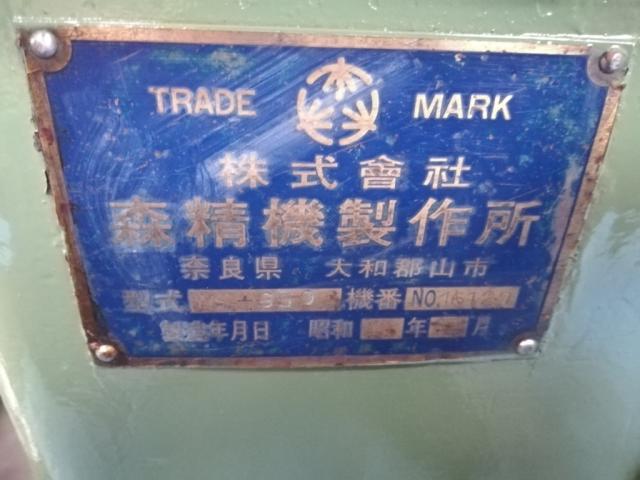 TRADE MARK
株式會社
森精機製作所
奈良県 大和郡山市
型式 機番 NO.
製造年月日 昭和 年 月